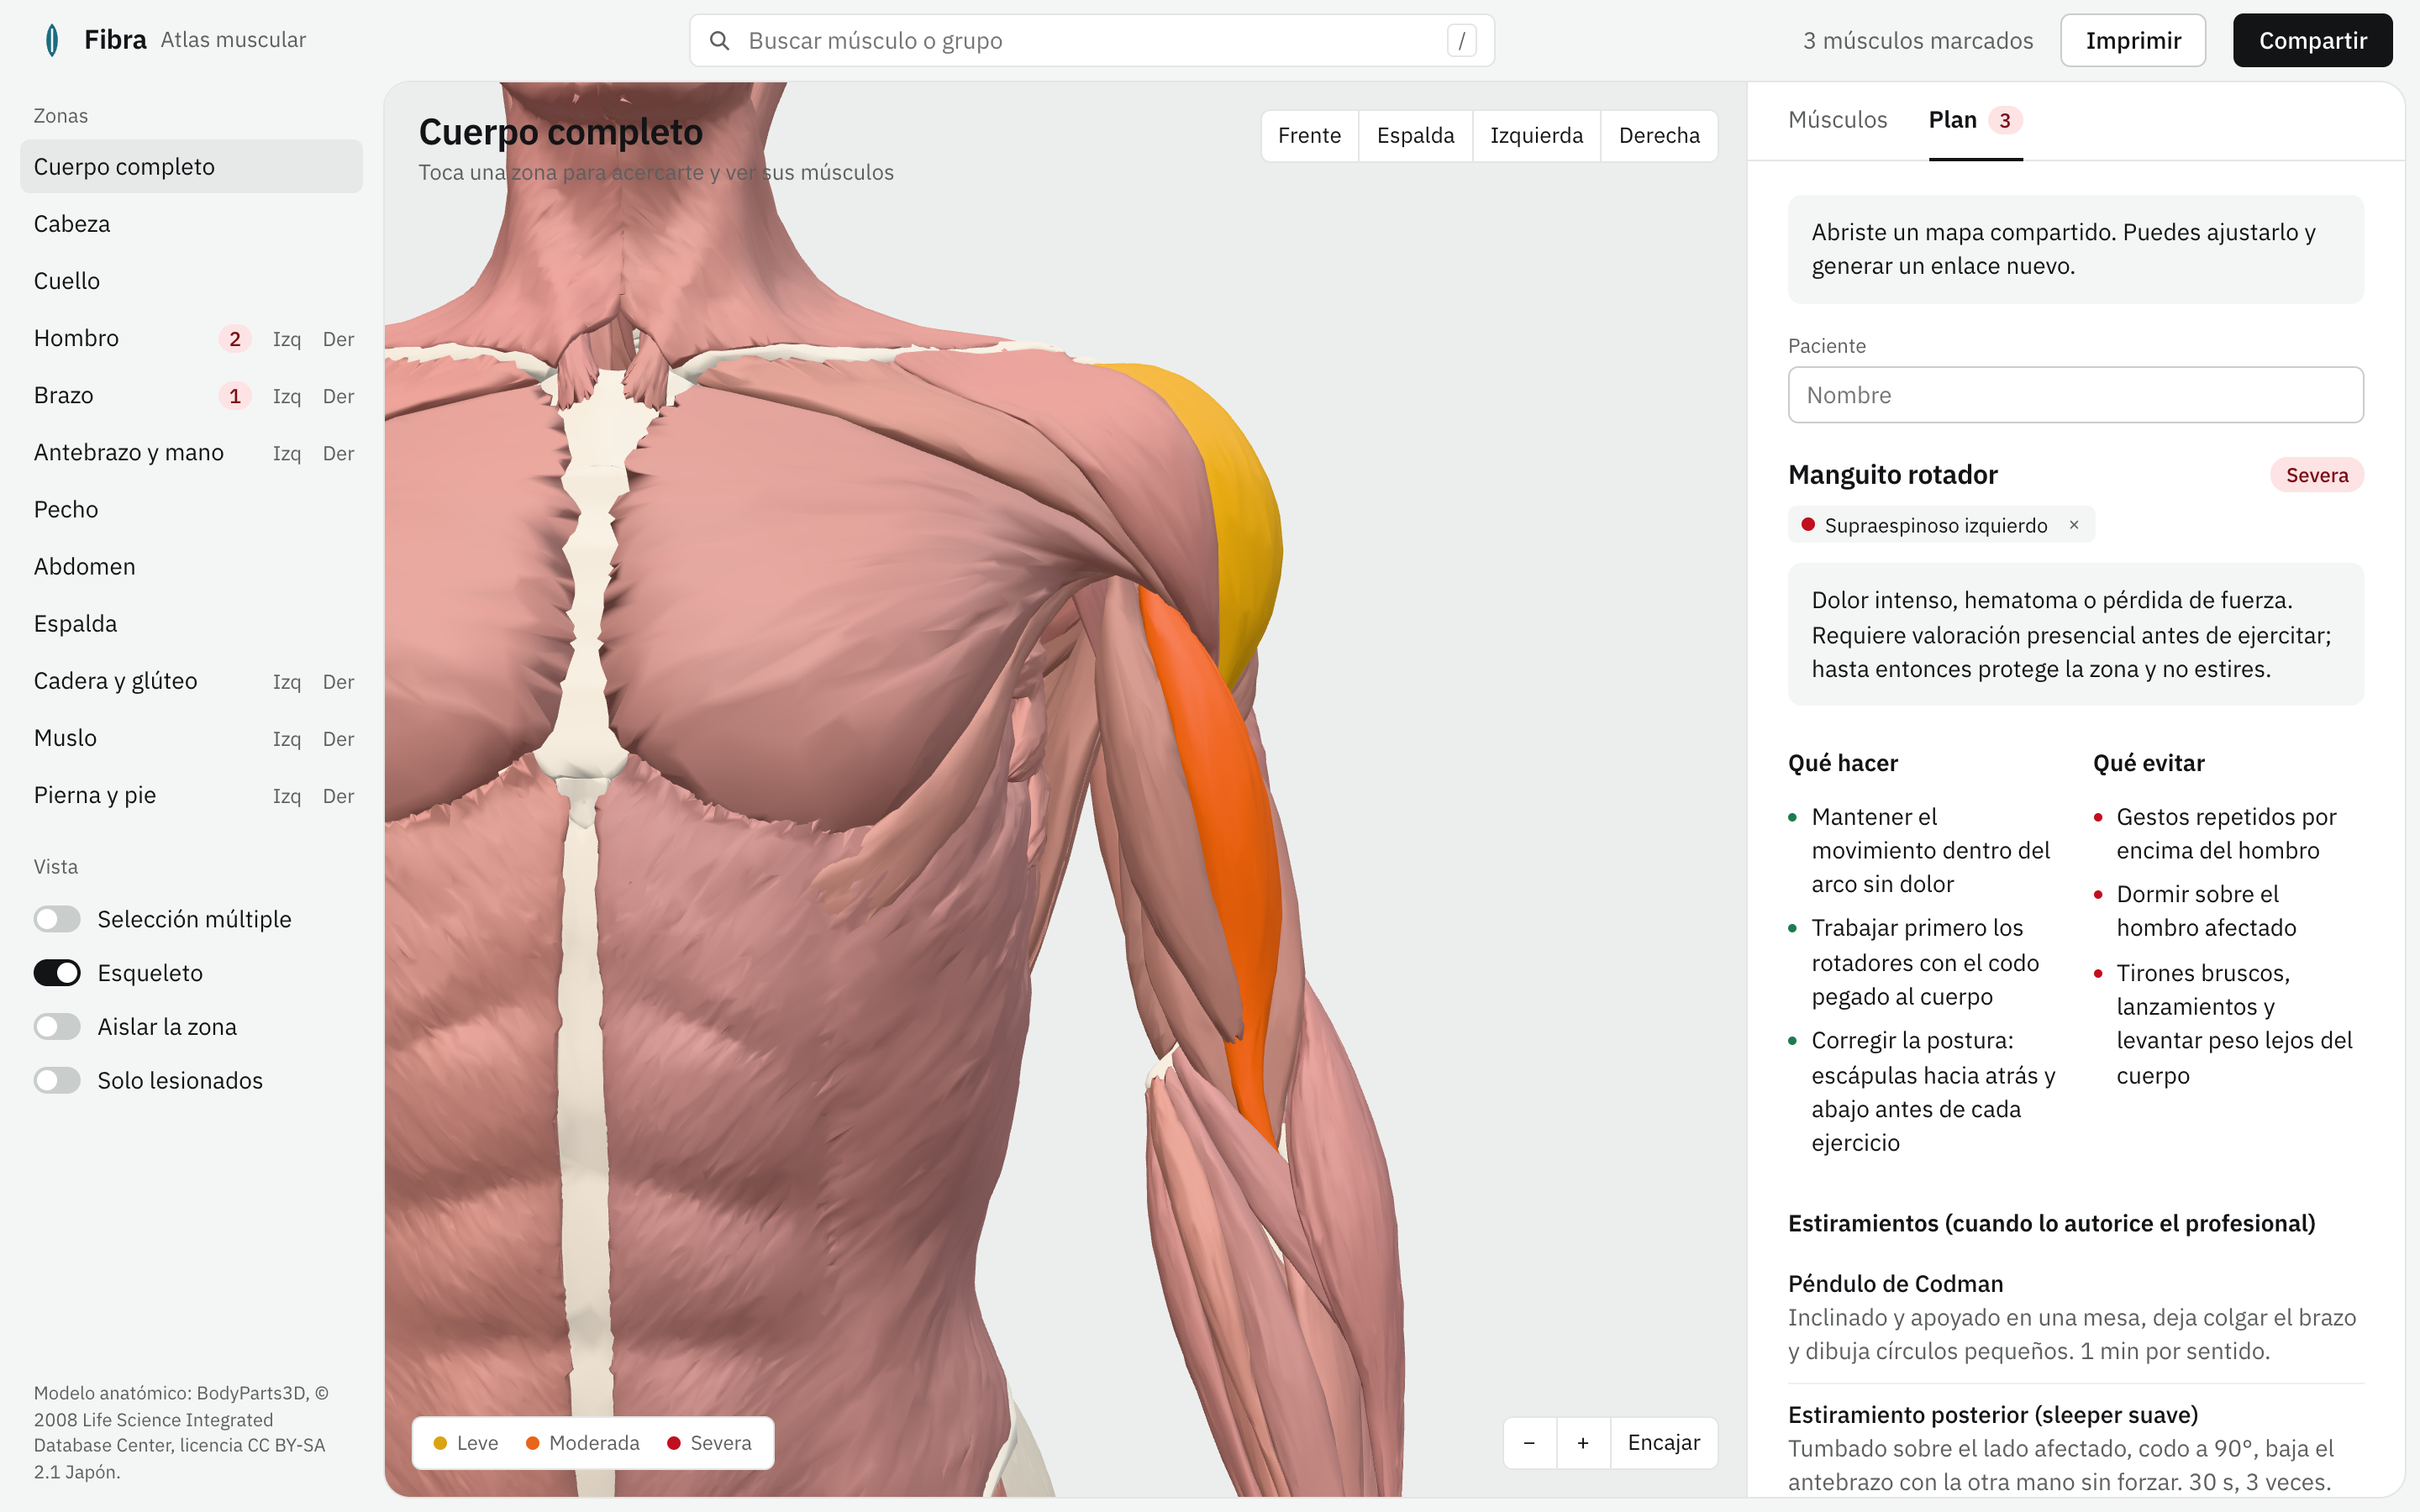 Fibra Atlas muscular
Buscar músculo o grupo /
3 músculos marcados
Imprimir
Compartir
Zonas
Cuerpo completo
Cabeza
Cuello
Hombro 2 Izq Der
Brazo 1 Izq Der
Antebrazo y mano Izq Der
Pecho
Abdomen
Espalda
Cadera y glúteo Izq Der
Muslo Izq Der
Pierna y pie Izq Der
Vista
Selección múltiple
Esqueleto
Aislar la zona
Solo lesionados
Modelo anatómico: BodyParts3D, ©
2008 Life Science Integrated
Database Center, licencia CC BY-SA
2.1 Japón.
Cuerpo completo
Toca una zona para acercarte y ver sus músculos
Frente Espalda Izquierda Derecha
Leve Moderada Severa
− + Encajar
Músculos Plan 3
Abriste un mapa compartido. Puedes ajustarlo y
generar un enlace nuevo.
Paciente
Nombre
Manguito rotador Severa
Supraespinoso izquierdo ×
Dolor intenso, hematoma o pérdida de fuerza.
Requiere valoración presencial antes de ejercitar;
hasta entonces protege la zona y no estires.
Qué hacer
Mantener el
movimiento dentro del
arco sin dolor
Trabajar primero los
rotadores con el codo
pegado al cuerpo
Corregir la postura:
escápulas hacia atrás y
abajo antes de cada
ejercicio
Qué evitar
Gestos repetidos por
encima del hombro
Dormir sobre el
hombro afectado
Tirones bruscos,
lanzamientos y
levantar peso lejos del
cuerpo
Estiramientos (cuando lo autorice el profesional)
Péndulo de Codman
Inclinado y apoyado en una mesa, deja colgar el brazo
y dibuja círculos pequeños. 1 min por sentido.
Estiramiento posterior (sleeper suave)
Tumbado sobre el lado afectado, codo a 90°, baja el
antebrazo con la otra mano sin forzar. 30 s, 3 veces.